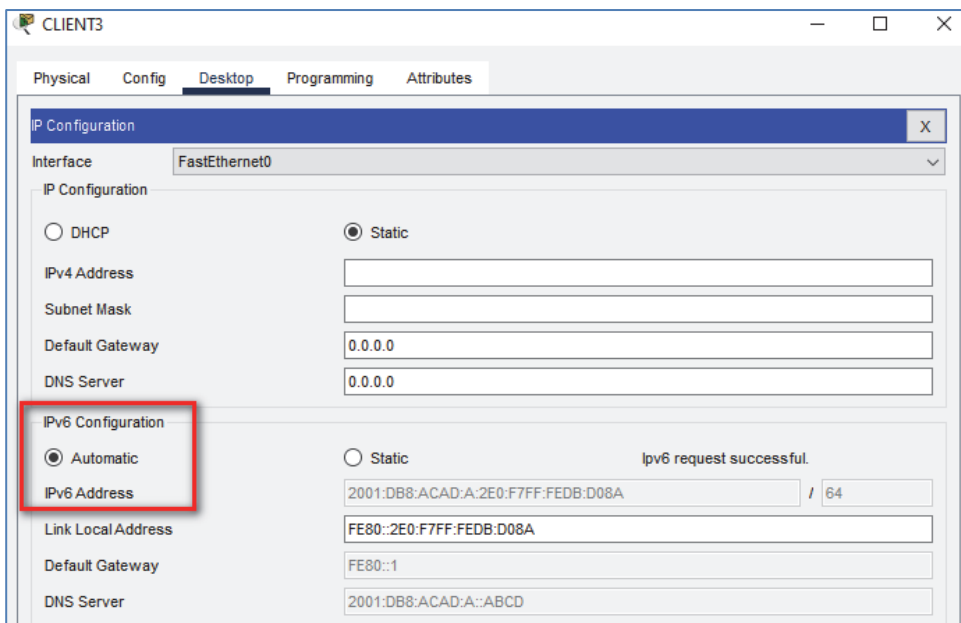 CLIENT3
Physical Config Desktop Programming Attributes
IP Configuration X
Interface FastEthernet0
IP Configuration
DHCP Static
IPv4 Address
Subnet Mask
Default Gateway 0.0.0.0
DNS Server 0.0.0.0
IPv6 Configuration
Automatic Static Ipv6 request successful.
IPv6 Address 2001:DB8:ACAD:A:2E0:F7FF:FEDB:D08A / 64
Link Local Address FE80::2E0:F7FF:FEDB:D08A
Default Gateway FE80::1
DNS Server 2001:DB8:ACAD:A::ABCD